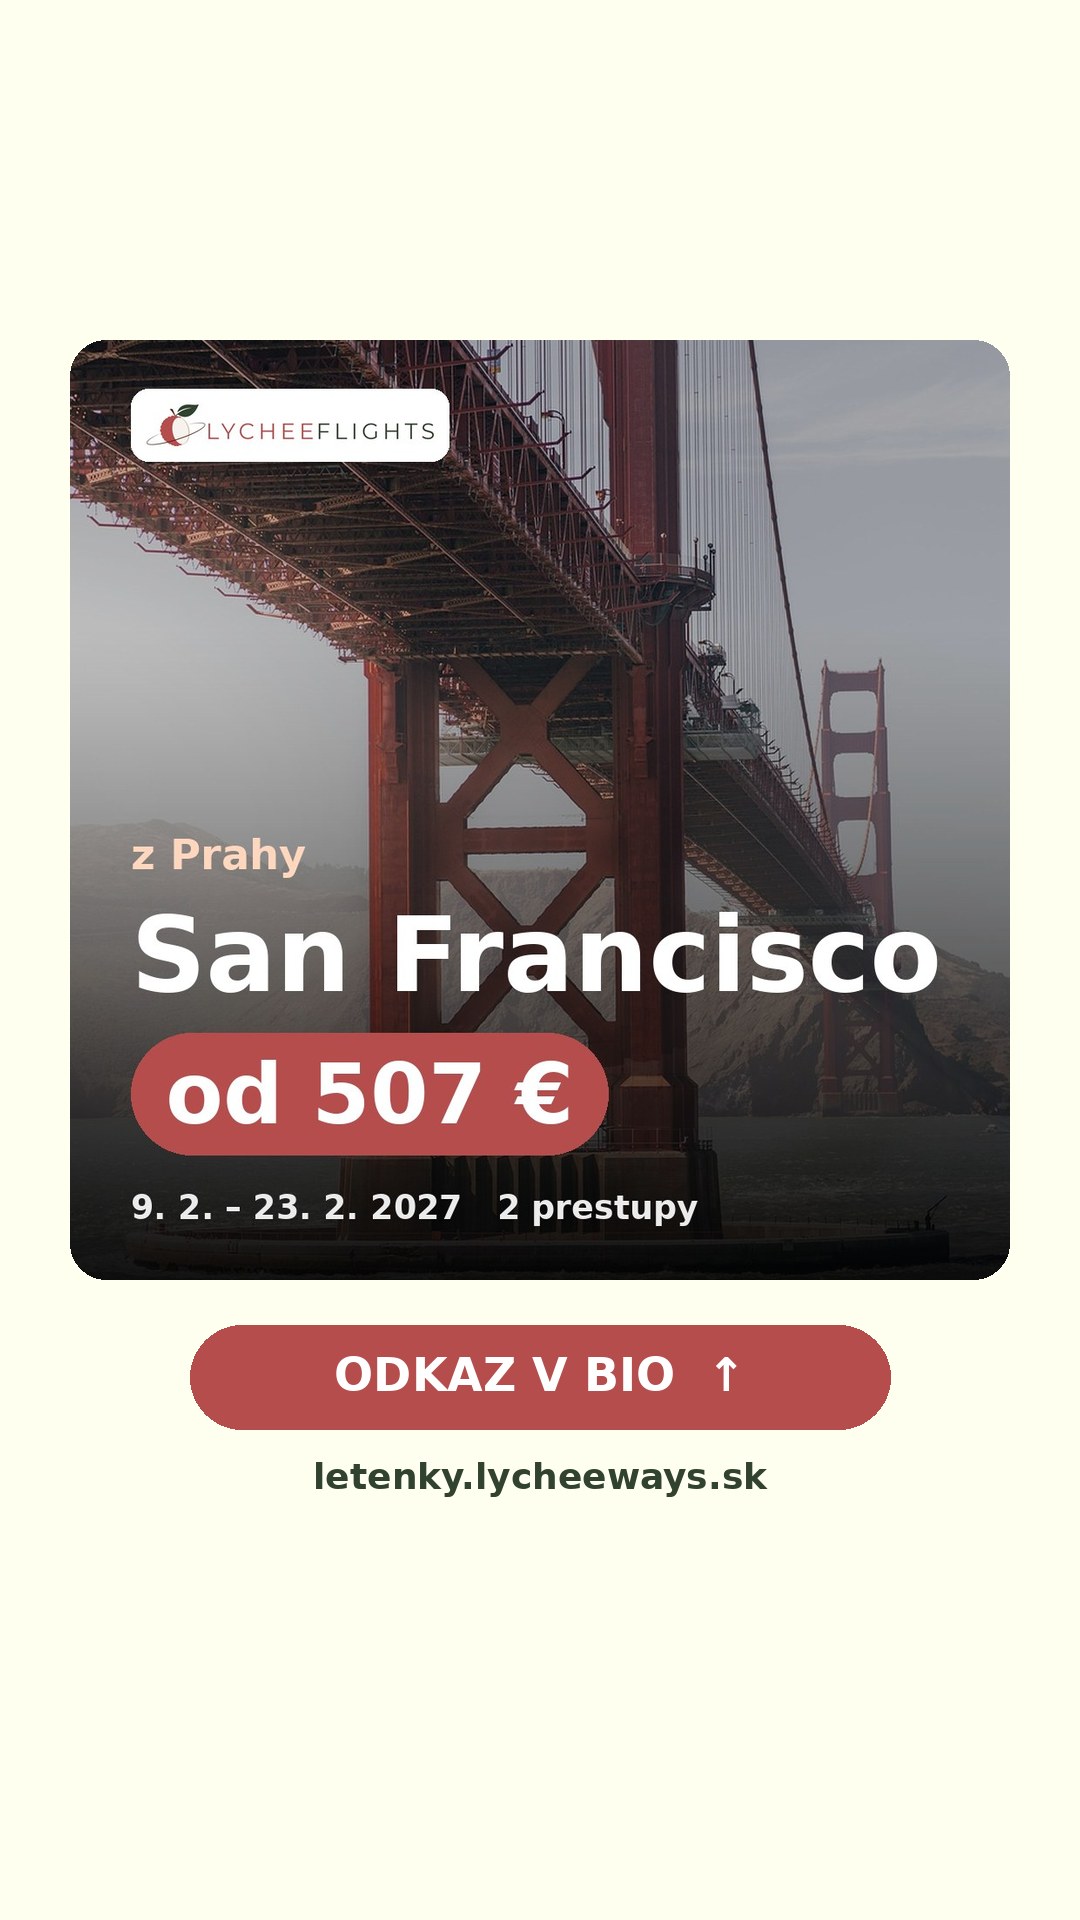 LYCHEEFLIGHTS
z Prahy
San Francisco
od 507 €
9. 2. – 23. 2. 2027 2 prestupy
ODKAZ V BIO ↑
letenky.lycheeways.sk